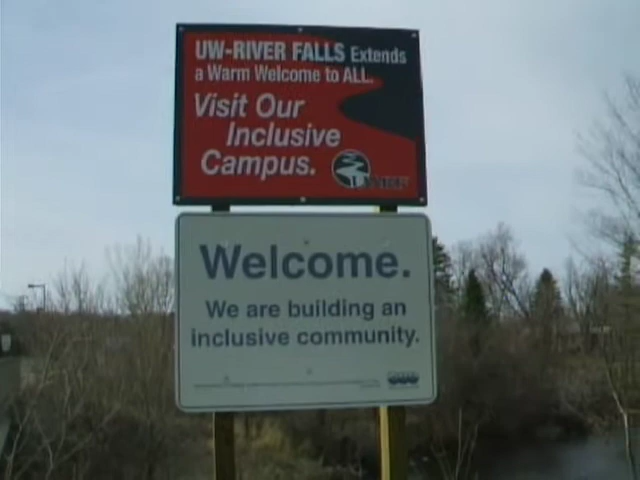 UW-RIVER FALLS Extends
a Warm Welcome to ALL.
Visit Our
Inclusive
Campus.
Welcome.
We are building an
inclusive community.